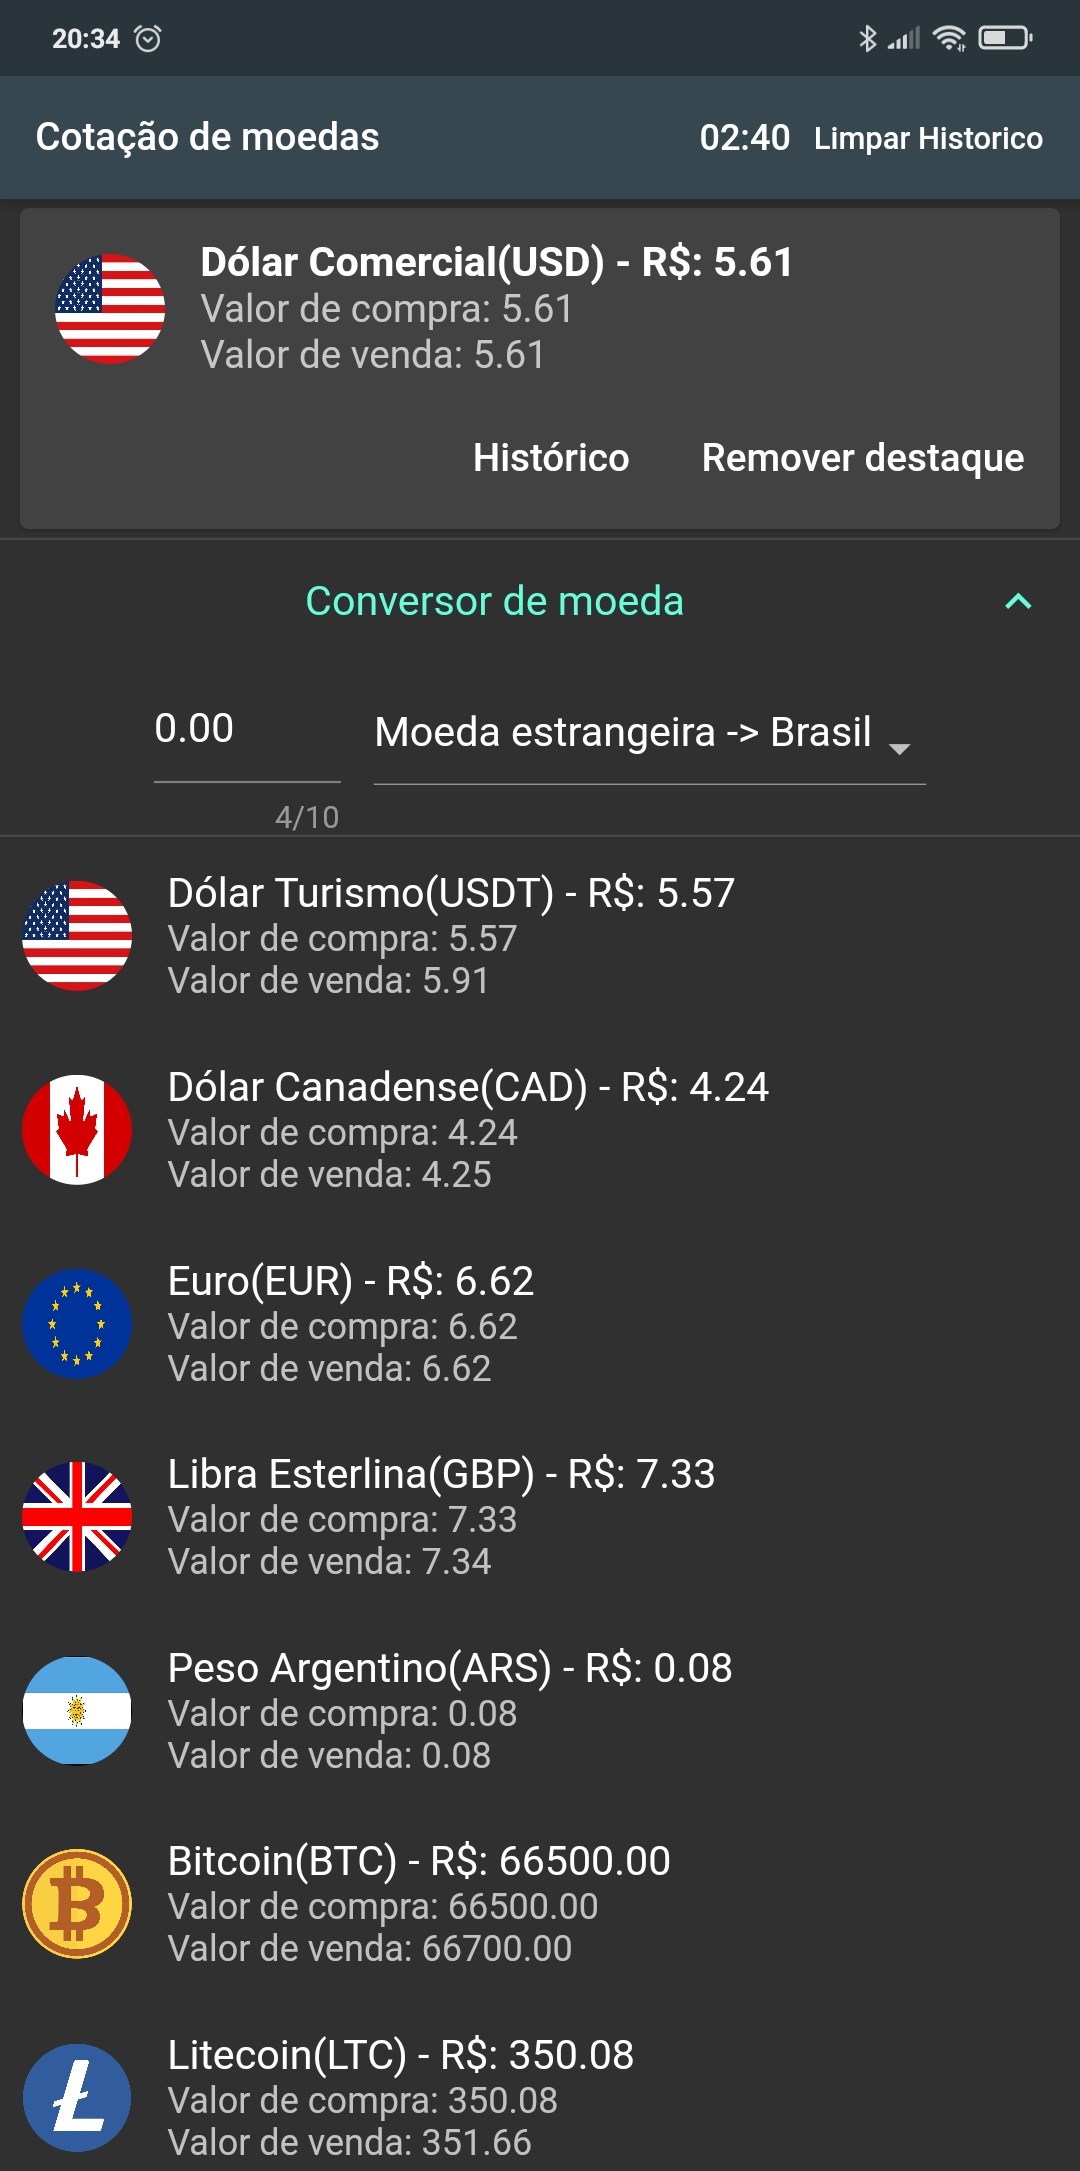 20:34
Cotação de moedas 02:40 Limpar Historico
Dólar Comercial(USD) - R$: 5.61
Valor de compra: 5.61
Valor de venda: 5.61
Histórico Remover destaque
Conversor de moeda
0.00 Moeda estrangeira -> Brasil
4/10
Dólar Turismo(USDT) - R$: 5.57
Valor de compra: 5.57
Valor de venda: 5.91
Dólar Canadense(CAD) - R$: 4.24
Valor de compra: 4.24
Valor de venda: 4.25
Euro(EUR) - R$: 6.62
Valor de compra: 6.62
Valor de venda: 6.62
Libra Esterlina(GBP) - R$: 7.33
Valor de compra: 7.33
Valor de venda: 7.34
Peso Argentino(ARS) - R$: 0.08
Valor de compra: 0.08
Valor de venda: 0.08
Bitcoin(BTC) - R$: 66500.00
Valor de compra: 66500.00
Valor de venda: 66700.00
Litecoin(LTC) - R$: 350.08
Valor de compra: 350.08
Valor de venda: 351.66